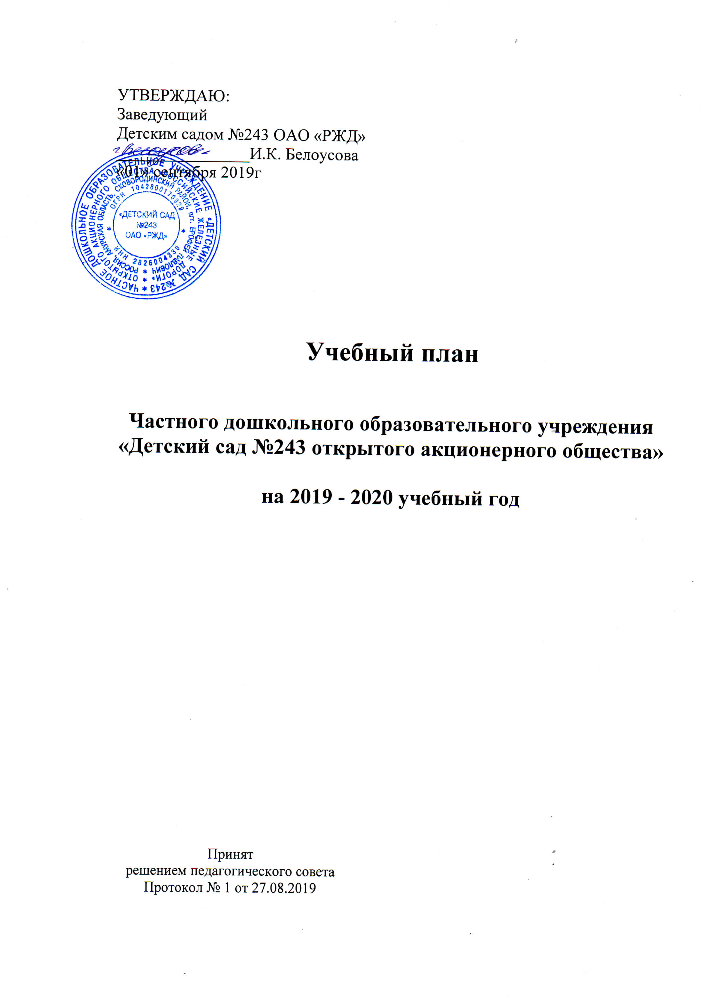 УТВЕРЖДАЮ:
Заведующий
Детским садом №243 ОАО «РЖД»
И.К. Белоусова
«01» сентября 2019г
ЧАСТНОЕ ДОШКОЛЬНОЕ ОБРАЗОВАТЕЛЬНОЕ УЧРЕЖДЕНИЕ «ДЕТСКИЙ САД №243 *
ОТКРЫТОГО АКЦИОНЕРНОГО ОБЩЕСТВА «РОССИЙСКИЕ ЖЕЛЕЗНЫЕ ДОРОГИ» *
РОССИЯ, АМУРСКАЯ ОБЛАСТЬ, СКОВОРОДИНСКИЙ РАЙОН, пгт. ЕРОФЕЙ ПАВЛОВИЧ *
* ОГРН 1042800170929 *
ИНН 2826004330
«ДЕТСКИЙ САД
№243
ОАО «РЖД»
Учебный план
Частного дошкольного образовательного учреждения
«Детский сад №243 открытого акционерного общества»
на 2019 - 2020 учебный год
Принят
решением педагогического совета
Протокол № 1 от 27.08.2019